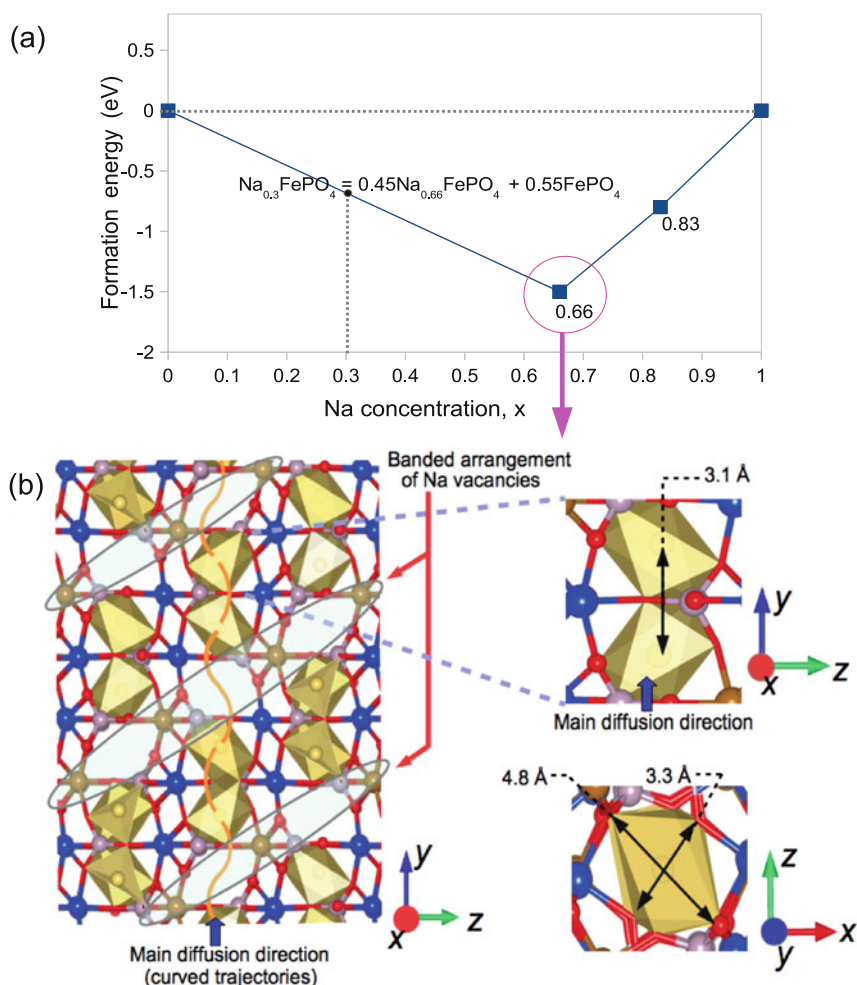 (a)
0.5
0
-0.5
-1
-1.5
-2
Formation energy (eV)
Na0.3FePO4 = 0.45Na0.66FePO4 + 0.55FePO4
0.83
0.66
0 0.1 0.2 0.3 0.4 0.5 0.6 0.7 0.8 0.9 1
Na concentration, x
(b)
Banded arrangement
of Na vacancies
3.1 Å
y
x
z
Main diffusion direction
4.8 Å
3.3 Å
y
x
z
z
x
y
Main diffusion direction
(curved trajectories)